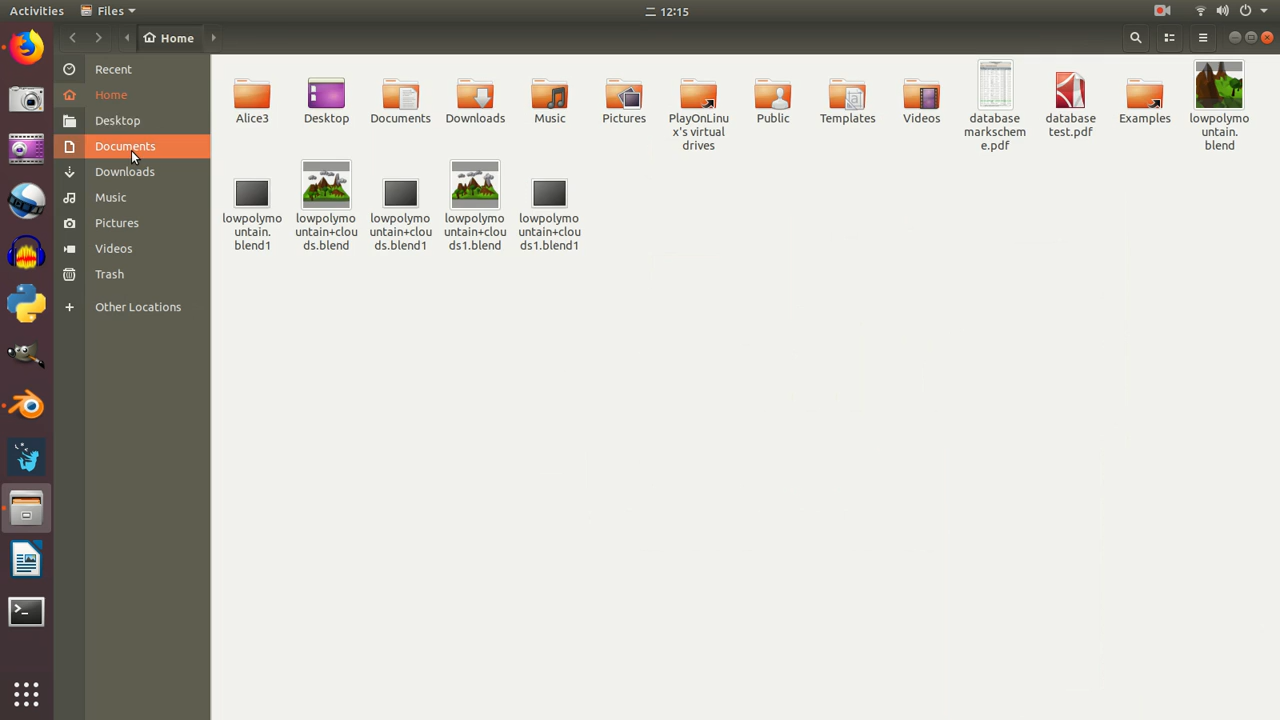 Activities
Files
二 12:15
Home
Recent
Home
Desktop
Documents
Downloads
Music
Pictures
Videos
Trash
Other Locations
Alice3
Desktop
Documents
Downloads
Music
Pictures
PlayOnLinu
x's virtual
drives
Public
Templates
Videos
database
markschem
e.pdf
database
test.pdf
Examples
lowpolymo
untain.
blend
lowpolymo
untain.
blend1
lowpolymo
untain+clou
ds.blend
lowpolymo
untain+clou
ds.blend1
lowpolymo
untain+clou
ds1.blend
lowpolymo
untain+clou
ds1.blend1